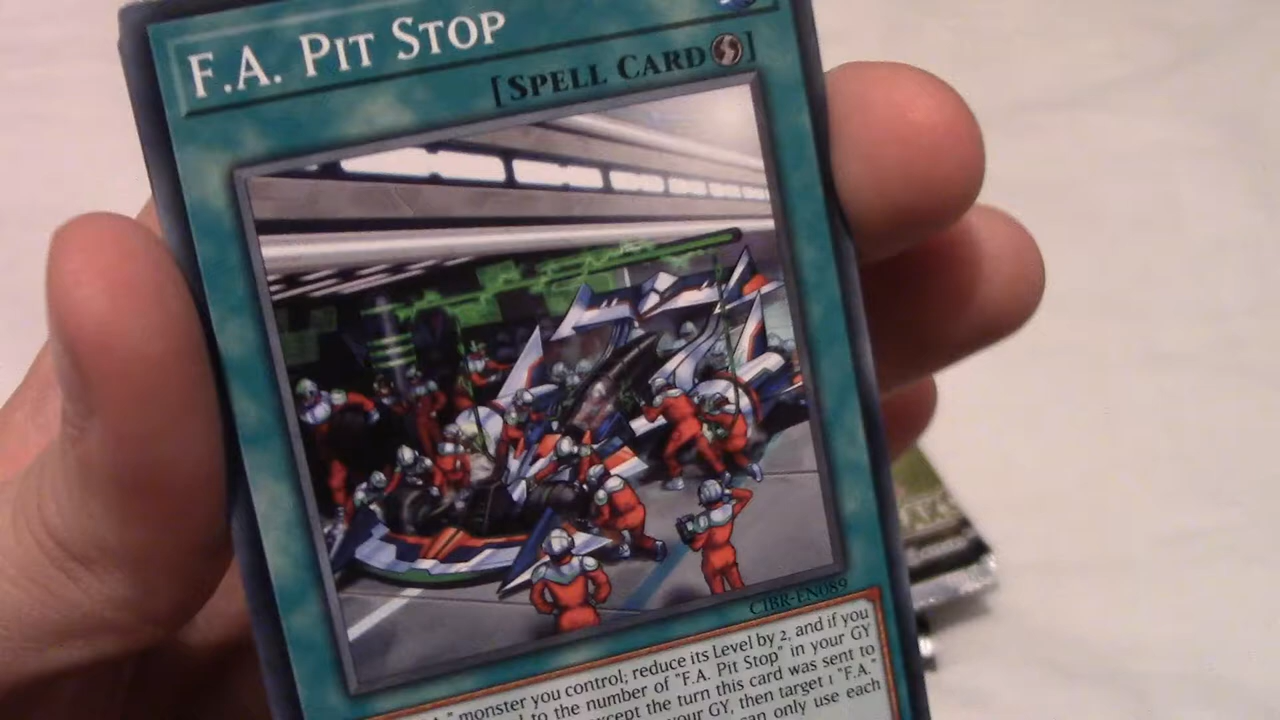 F.A. PIT STOP
[SPELL CARD]
CIBR-EN089
" monster you control; reduce its Level by 2, and if you
to the number of "F.A. Pit Stop" in your GY
except the turn this card was sent to
your GY, then target 1 "F.A."
can only use each
AKS